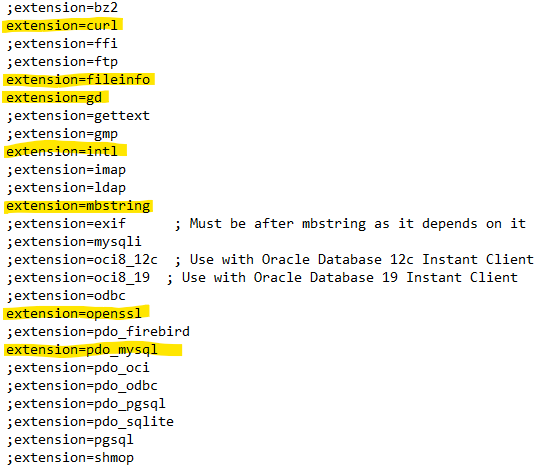 ;extension=bz2
extension=curl
;extension=ffi
;extension=ftp
extension=fileinfo
extension=gd
;extension=gettext
;extension=gmp
extension=intl
;extension=imap
;extension=ldap
extension=mbstring
;extension=exif      ; Must be after mbstring as it depends on it
;extension=mysqli
;extension=oci8_12c  ; Use with Oracle Database 12c Instant Client
;extension=oci8_19  ; Use with Oracle Database 19 Instant Client
;extension=odbc
extension=openssl
;extension=pdo_firebird
extension=pdo_mysql
;extension=pdo_oci
;extension=pdo_odbc
;extension=pdo_pgsql
;extension=pdo_sqlite
;extension=pgsql
;extension=shmop